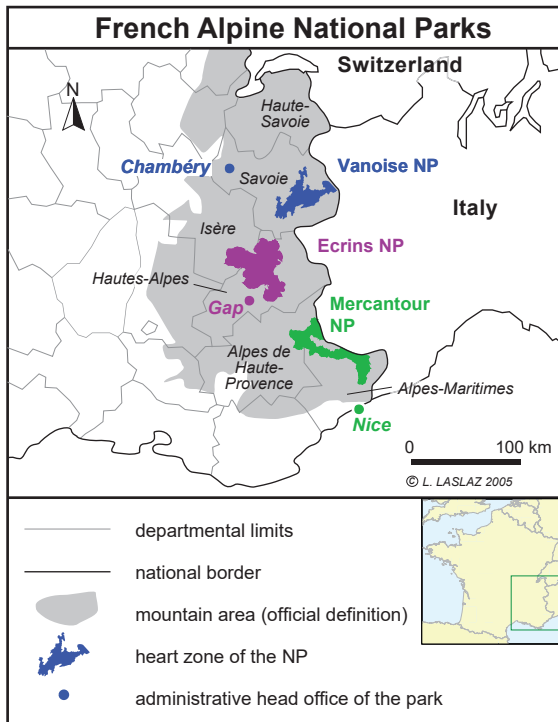 French Alpine National Parks
Switzerland
N
Haute-
Savoie
Chambéry
Savoie
Vanoise NP
Italy
Isère
Ecrins NP
Hautes-Alpes
Gap
Mercantour
NP
Alpes de
Haute-
Provence
Alpes-Maritimes
Nice
0 100 km
© L. LASLAZ 2005
departmental limits
national border
mountain area (official definition)
heart zone of the NP
administrative head office of the park